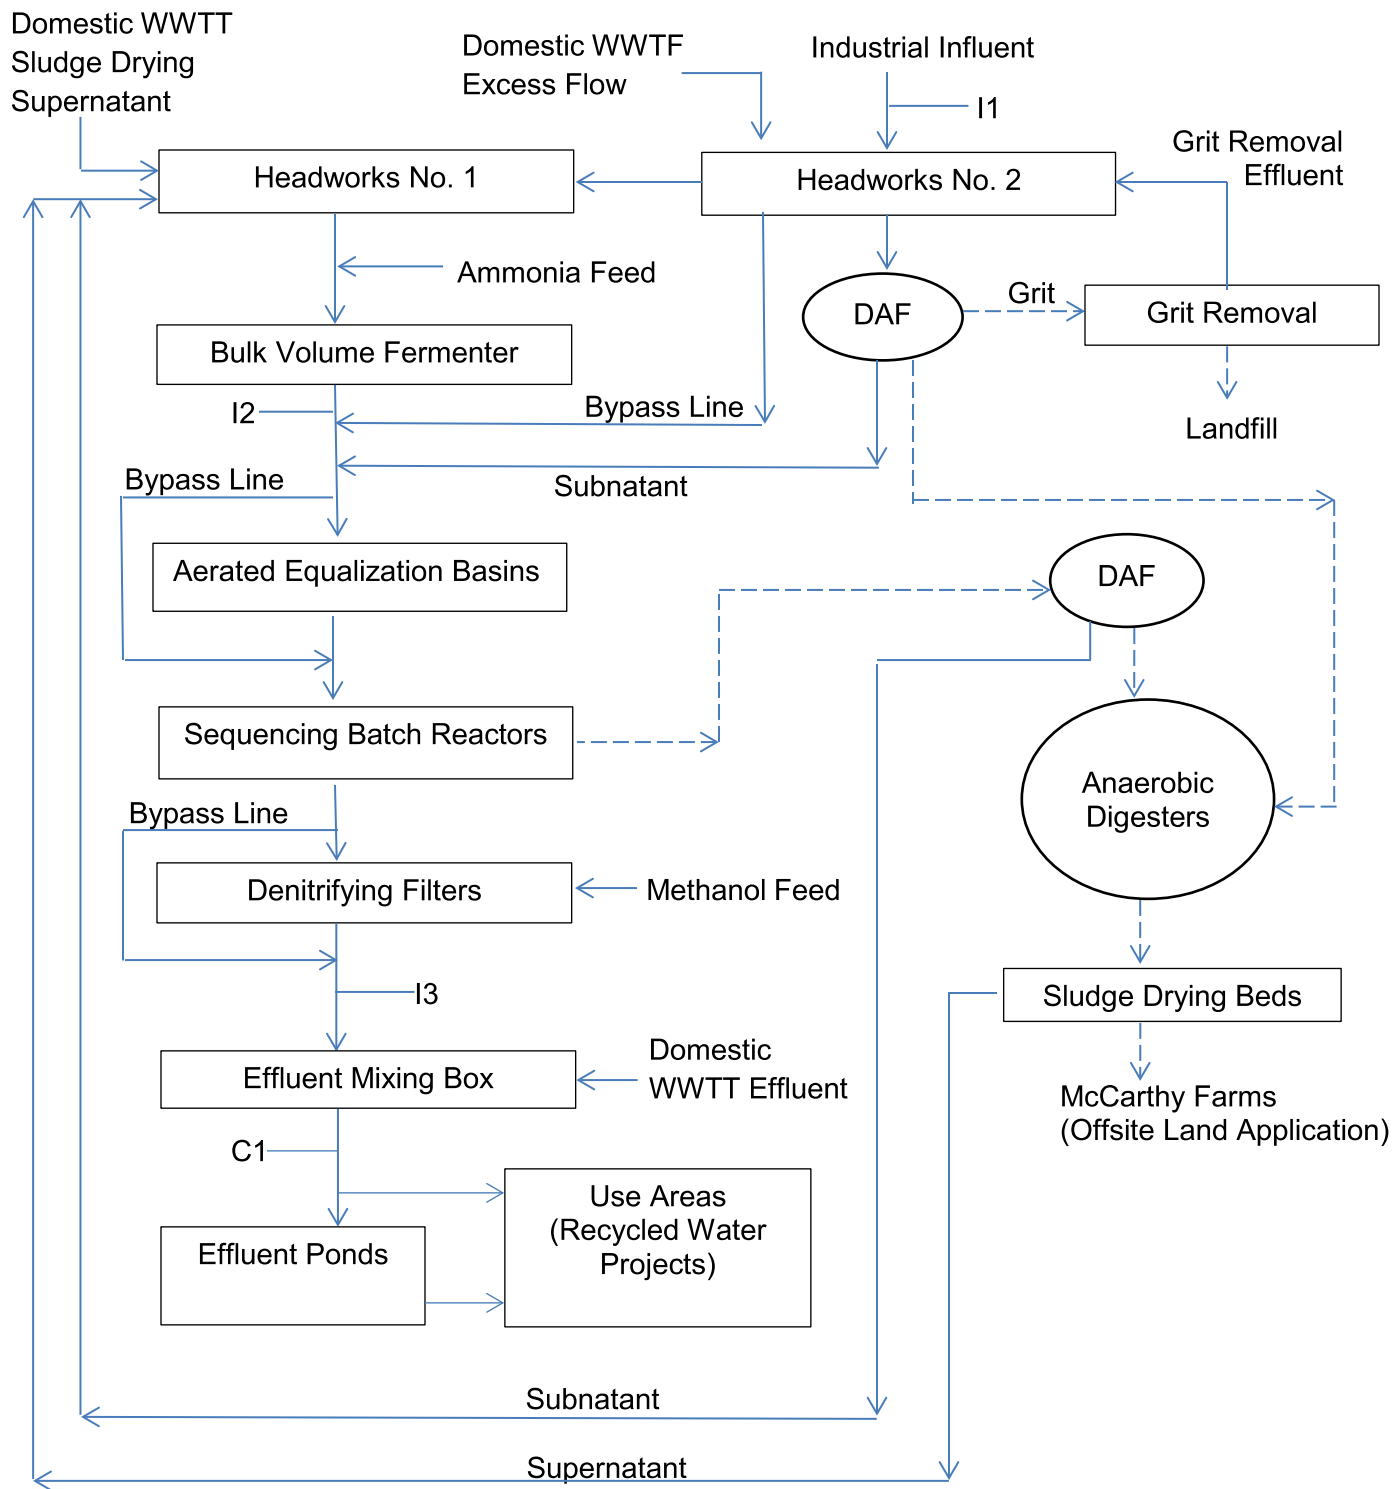 Domestic WWTT
Sludge Drying
Supernatant
Domestic WWTF
Excess Flow
Industrial Influent
I1
Grit Removal
Effluent
Headworks No. 1
Headworks No. 2
Ammonia Feed
DAF
Grit
Grit Removal
Bulk Volume Fermenter
I2
Bypass Line
Landfill
Bypass Line
Subnatant
Aerated Equalization Basins
DAF
Sequencing Batch Reactors
Anaerobic
Digesters
Bypass Line
Denitrifying Filters
Methanol Feed
I3
Sludge Drying Beds
Effluent Mixing Box
Domestic
WWTT Effluent
McCarthy Farms
(Offsite Land Application)
C1
Use Areas
(Recycled Water
Projects)
Effluent Ponds
Subnatant
Supernatant